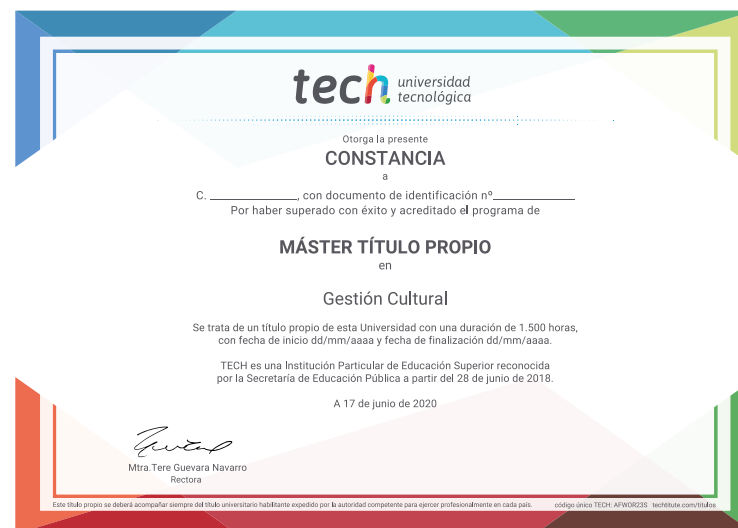 tech universidad
tecnológica
Otorga la presente
CONSTANCIA
a
C. ______________, con documento de identificación nº_____________
Por haber superado con éxito y acreditado el programa de
MÁSTER TÍTULO PROPIO
en
Gestión Cultural
Se trata de un título propio de esta Universidad con una duración de 1.500 horas,
con fecha de inicio dd/mm/aaaa y fecha de finalización dd/mm/aaaa.
TECH es una Institución Particular de Educación Superior reconocida
por la Secretaría de Educación Pública a partir del 28 de junio de 2018.
A 17 de junio de 2020
Mtra.Tere Guevara Navarro
Rectora
Este título propio se deberá acompañar siempre del título universitario habilitante expedido por la autoridad competente para ejercer profesionalmente en cada país. código único TECH: AFWOR23S techtitute.com/titulos